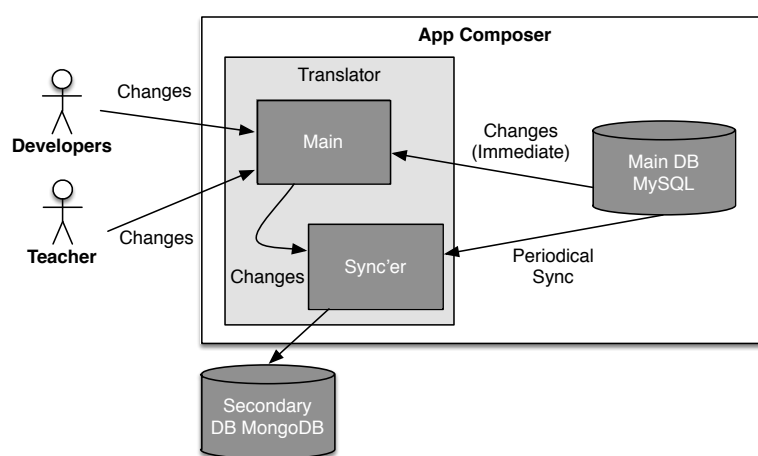 App Composer
Translator
Changes
Developers
Main
Changes
(Immediate)
Main DB
MySQL
Changes
Teacher
Changes
Sync'er
Periodical
Sync
Secondary
DB MongoDB